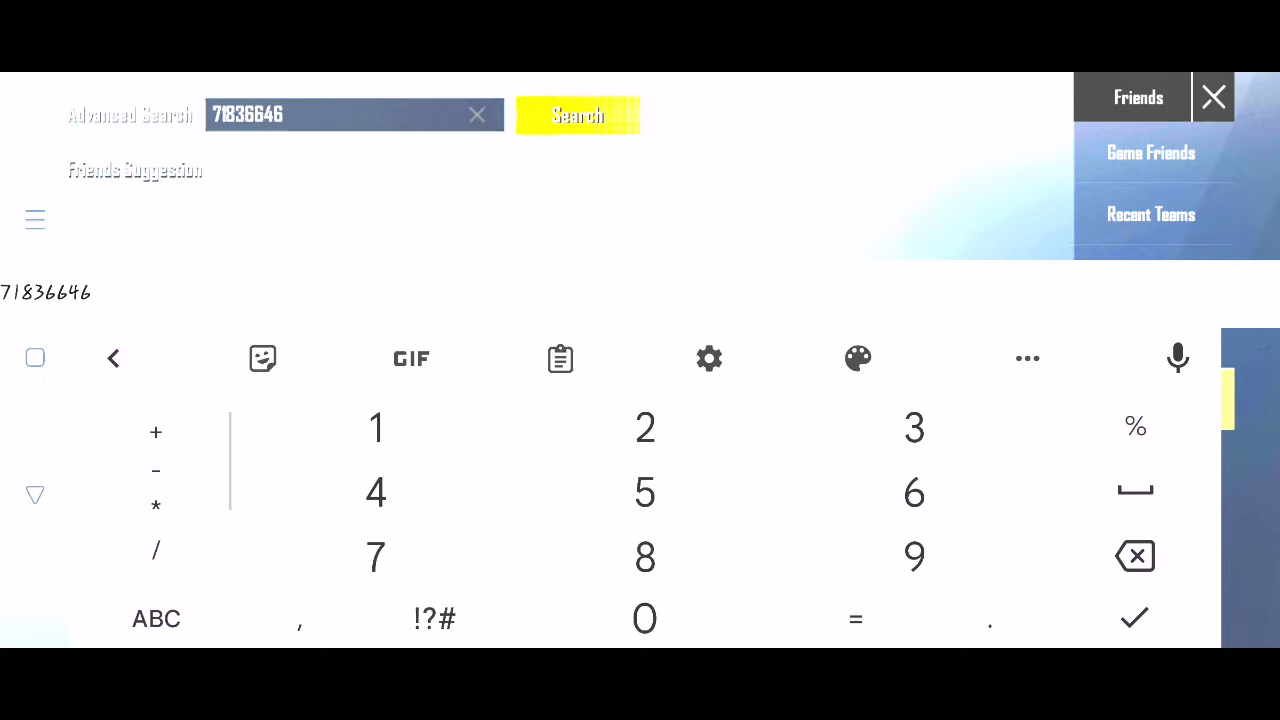 Advanced Search 71836646 Search
Friends
Friends Suggestion
Game Friends
Recent Teams
71836646
GIF
+ 1 2 3 %
-
* 4 5 6
/ 7 8 9
ABC , !?# 0 = .